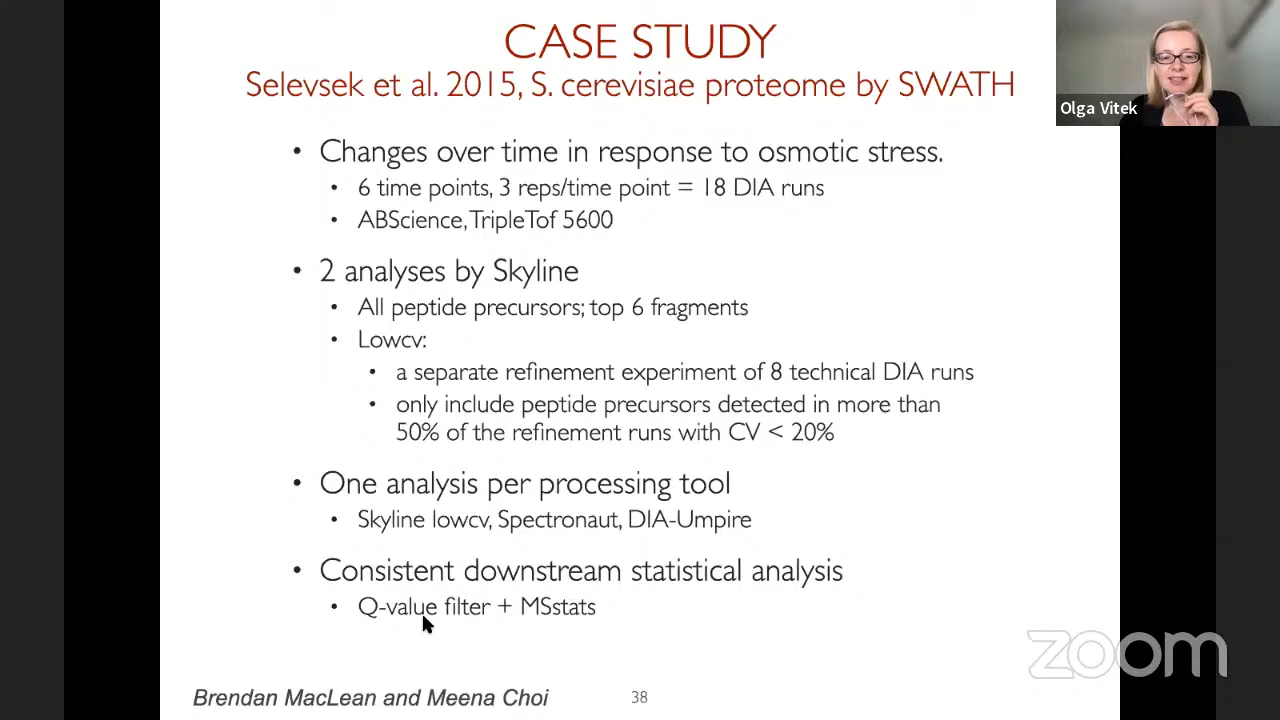 CASE STUDY
Selevsek et al. 2015, S. cerevisiae proteome by SWATH
Olga Vitek
• Changes over time in response to osmotic stress.
• 6 time points, 3 reps/time point = 18 DIA runs
• ABScience, TripleTof 5600
• 2 analyses by Skyline
• All peptide precursors; top 6 fragments
• Lowcv:
• a separate refinement experiment of 8 technical DIA runs
• only include peptide precursors detected in more than
50% of the refinement runs with CV < 20%
• One analysis per processing tool
• Skyline lowcv, Spectronaut, DIA-Umpire
• Consistent downstream statistical analysis
• Q-value filter + MSstats
zoom
Brendan MacLean and Meena Choi
38